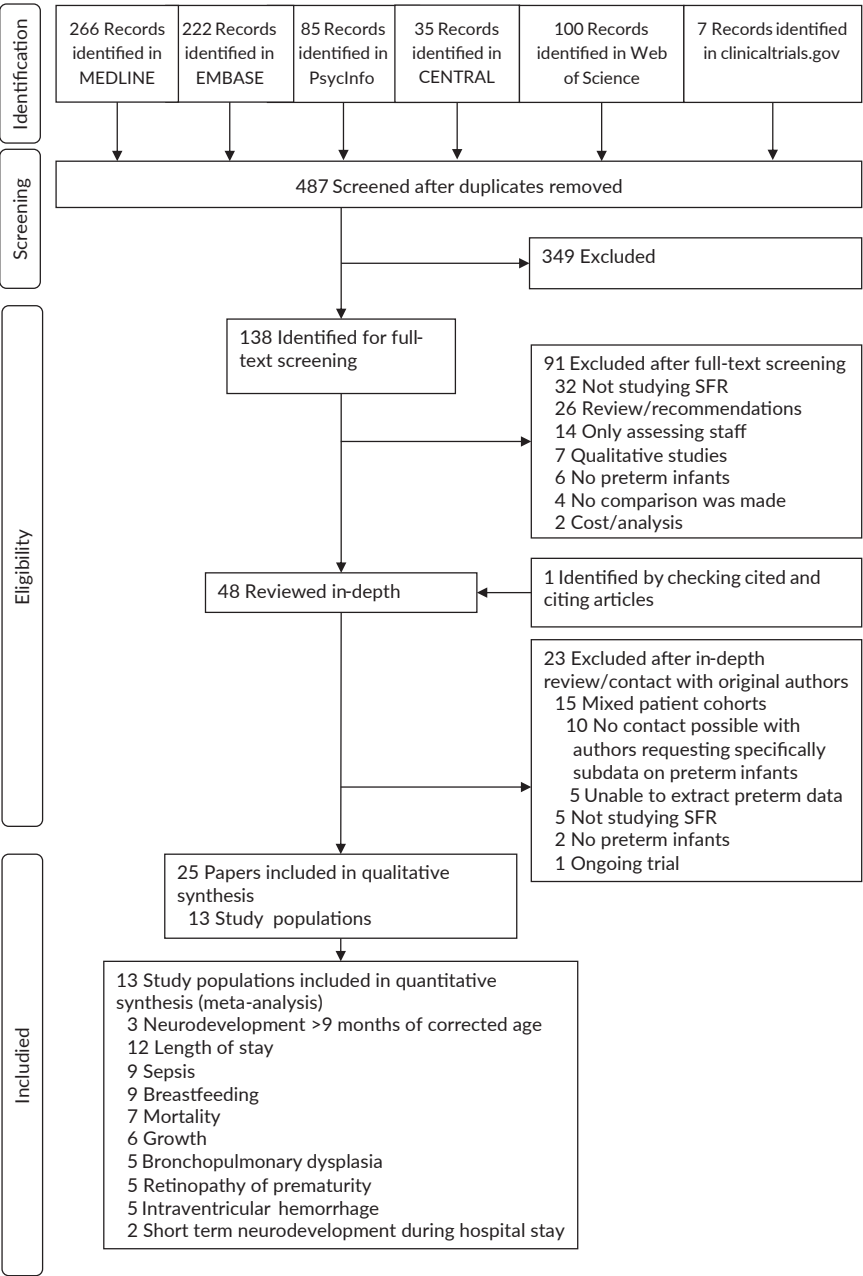 Identification
266 Records
identified in
MEDLINE
222 Records
identified in
EMBASE
85 Records
identified in
PsycInfo
35 Records
identified in
CENTRAL
100 Records
identified in Web
of Science
7 Records identified
in clinicaltrials.gov
Screening
487 Screened after duplicates removed
349 Excluded
Eligibility
138 Identified for full-
text screening
91 Excluded after full-text screening
32 Not studying SFR
26 Review/recommendations
14 Only assessing staff
7 Qualitative studies
6 No preterm infants
4 No comparison was made
2 Cost/analysis
48 Reviewed in-depth
1 Identified by checking cited and
citing articles
23 Excluded after in-depth
review/contact with original authors
15 Mixed patient cohorts
10 No contact possible with
authors requesting specifically
subdata on preterm infants
5 Unable to extract preterm data
5 Not studying SFR
2 No preterm infants
1 Ongoing trial
Includied
25 Papers included in qualitative
synthesis
13 Study populations
13 Study populations included in quantitative
synthesis (meta-analysis)
3 Neurodevelopment >9 months of corrected age
12 Length of stay
9 Sepsis
9 Breastfeeding
7 Mortality
6 Growth
5 Bronchopulmonary dysplasia
5 Retinopathy of prematurity
5 Intraventricular hemorrhage
2 Short term neurodevelopment during hospital stay